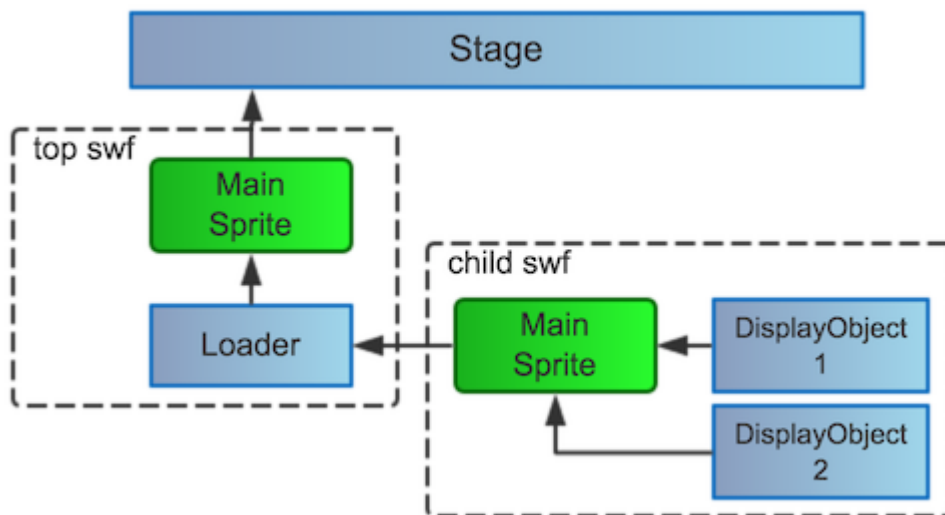 Stage
top swf
Main
Sprite
Loader
child swf
Main
Sprite
DisplayObject
1
DisplayObject
2